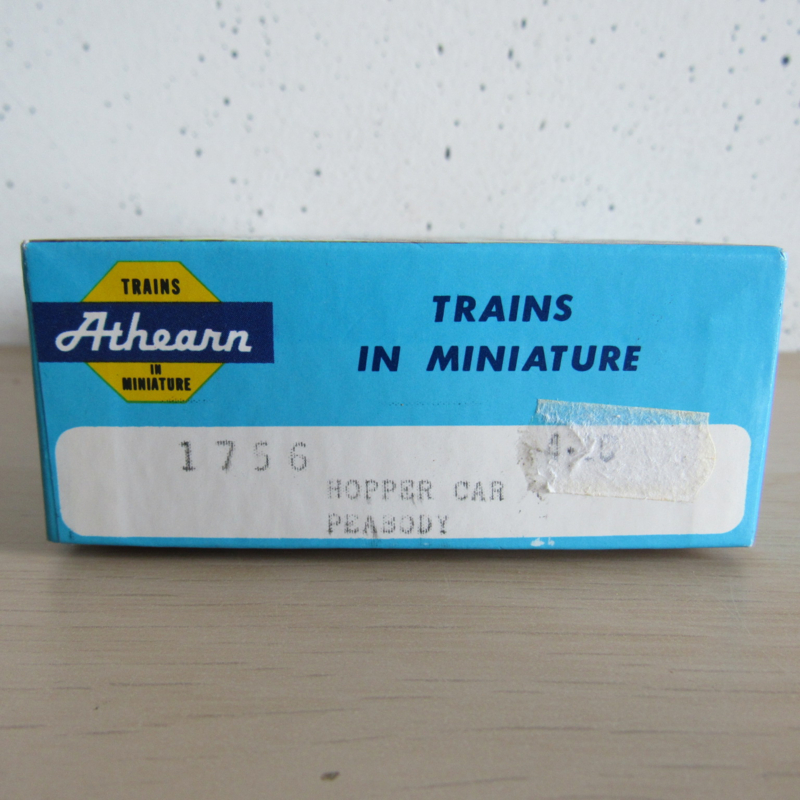 TRAINS
Athearn
IN
MINIATURE
TRAINS
IN MINIATURE
1756
HOPPER CAR
PEABODY